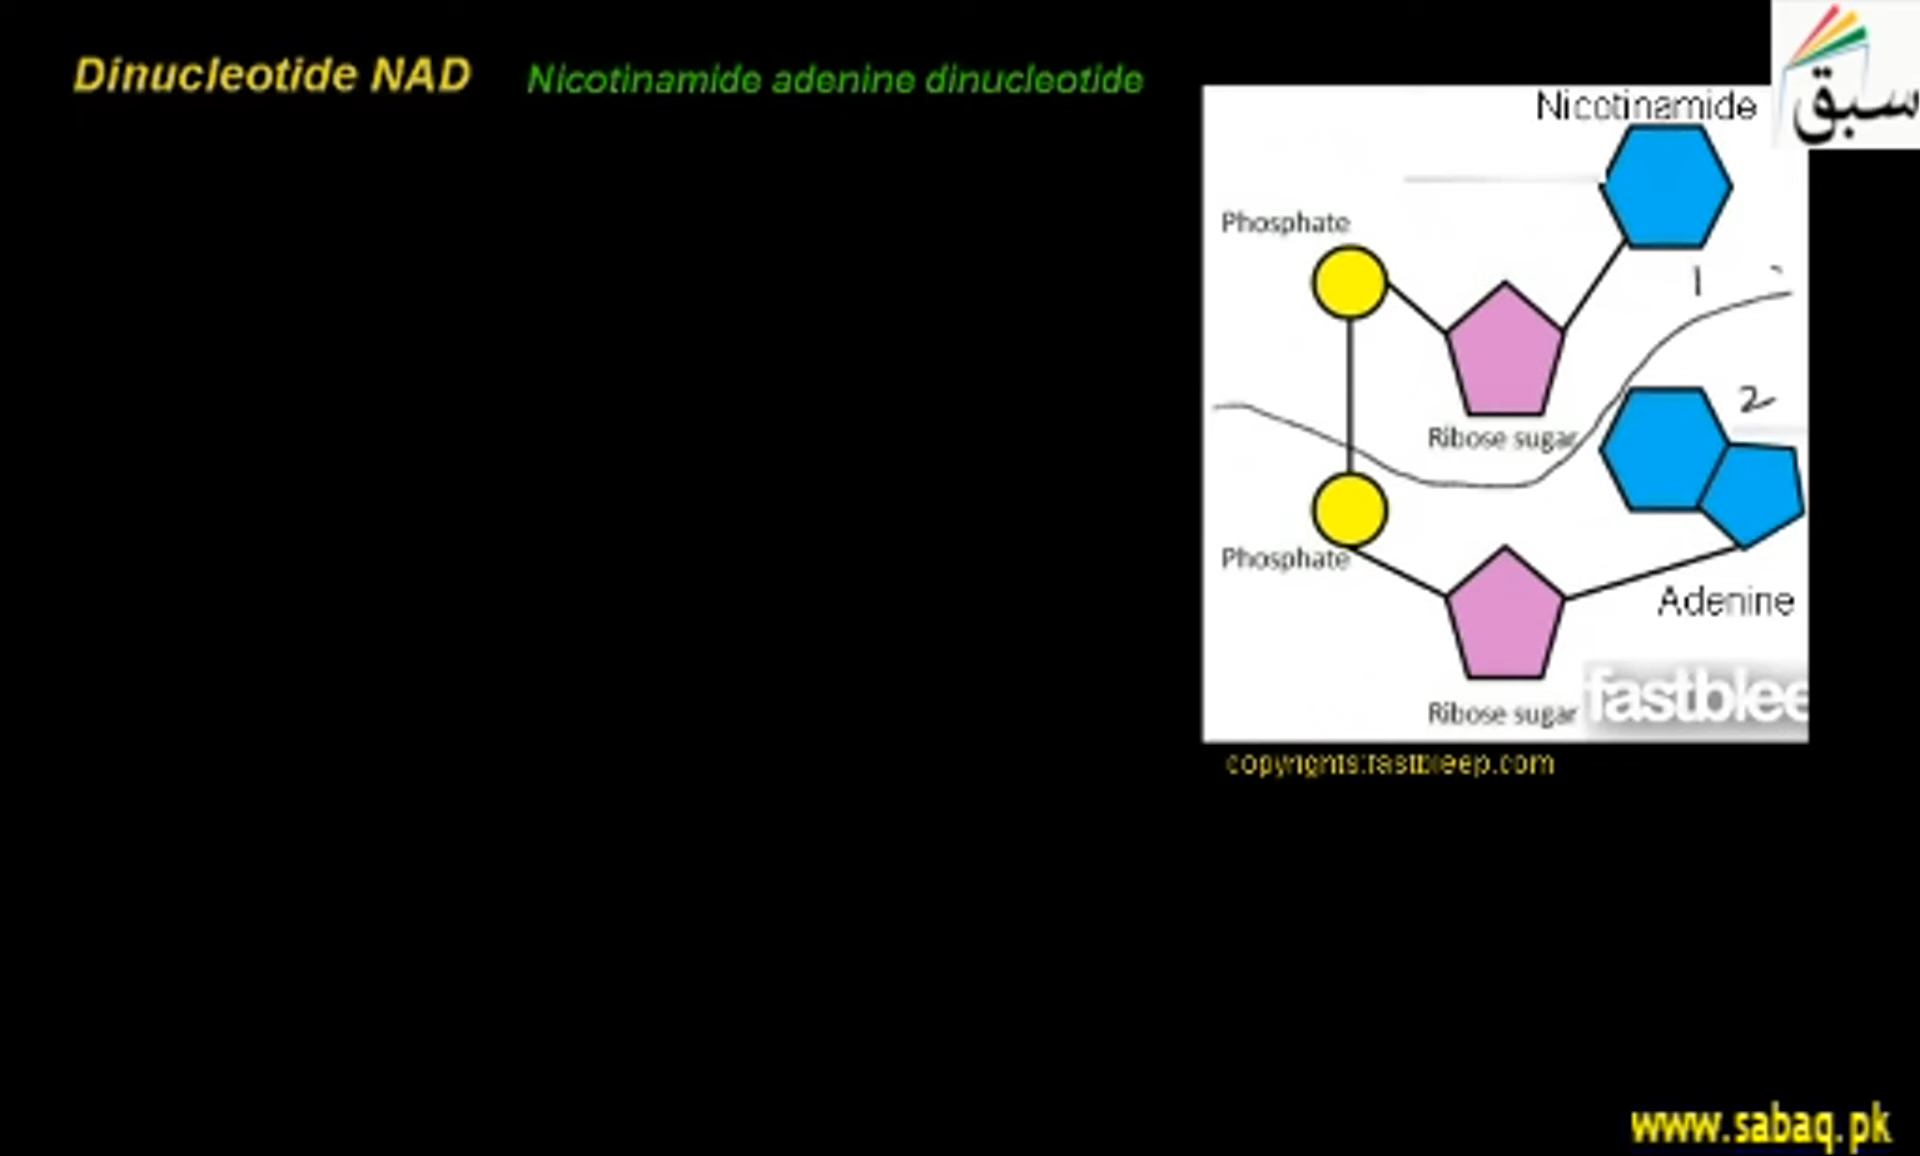 Dinucleotide NAD Nicotinamide adenine dinucleotide
سبق
Nicotinamide
Phosphate
1
2
Ribose sugar
Phosphate
Adenine
Ribose sugar
fastblee
copyrights:fastbleep.com
www.sabaq.pk